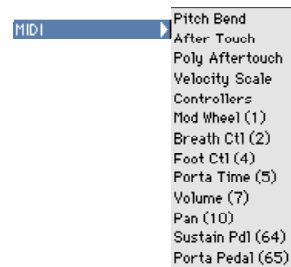 MIDI
Pitch Bend
After Touch
Poly Aftertouch
Velocity Scale
Controllers
Mod Wheel (1)
Breath Ctl (2)
Foot Ctl (4)
Porta Time (5)
Volume (7)
Pan (10)
Sustain Pdl (64)
Porta Pedal (65)